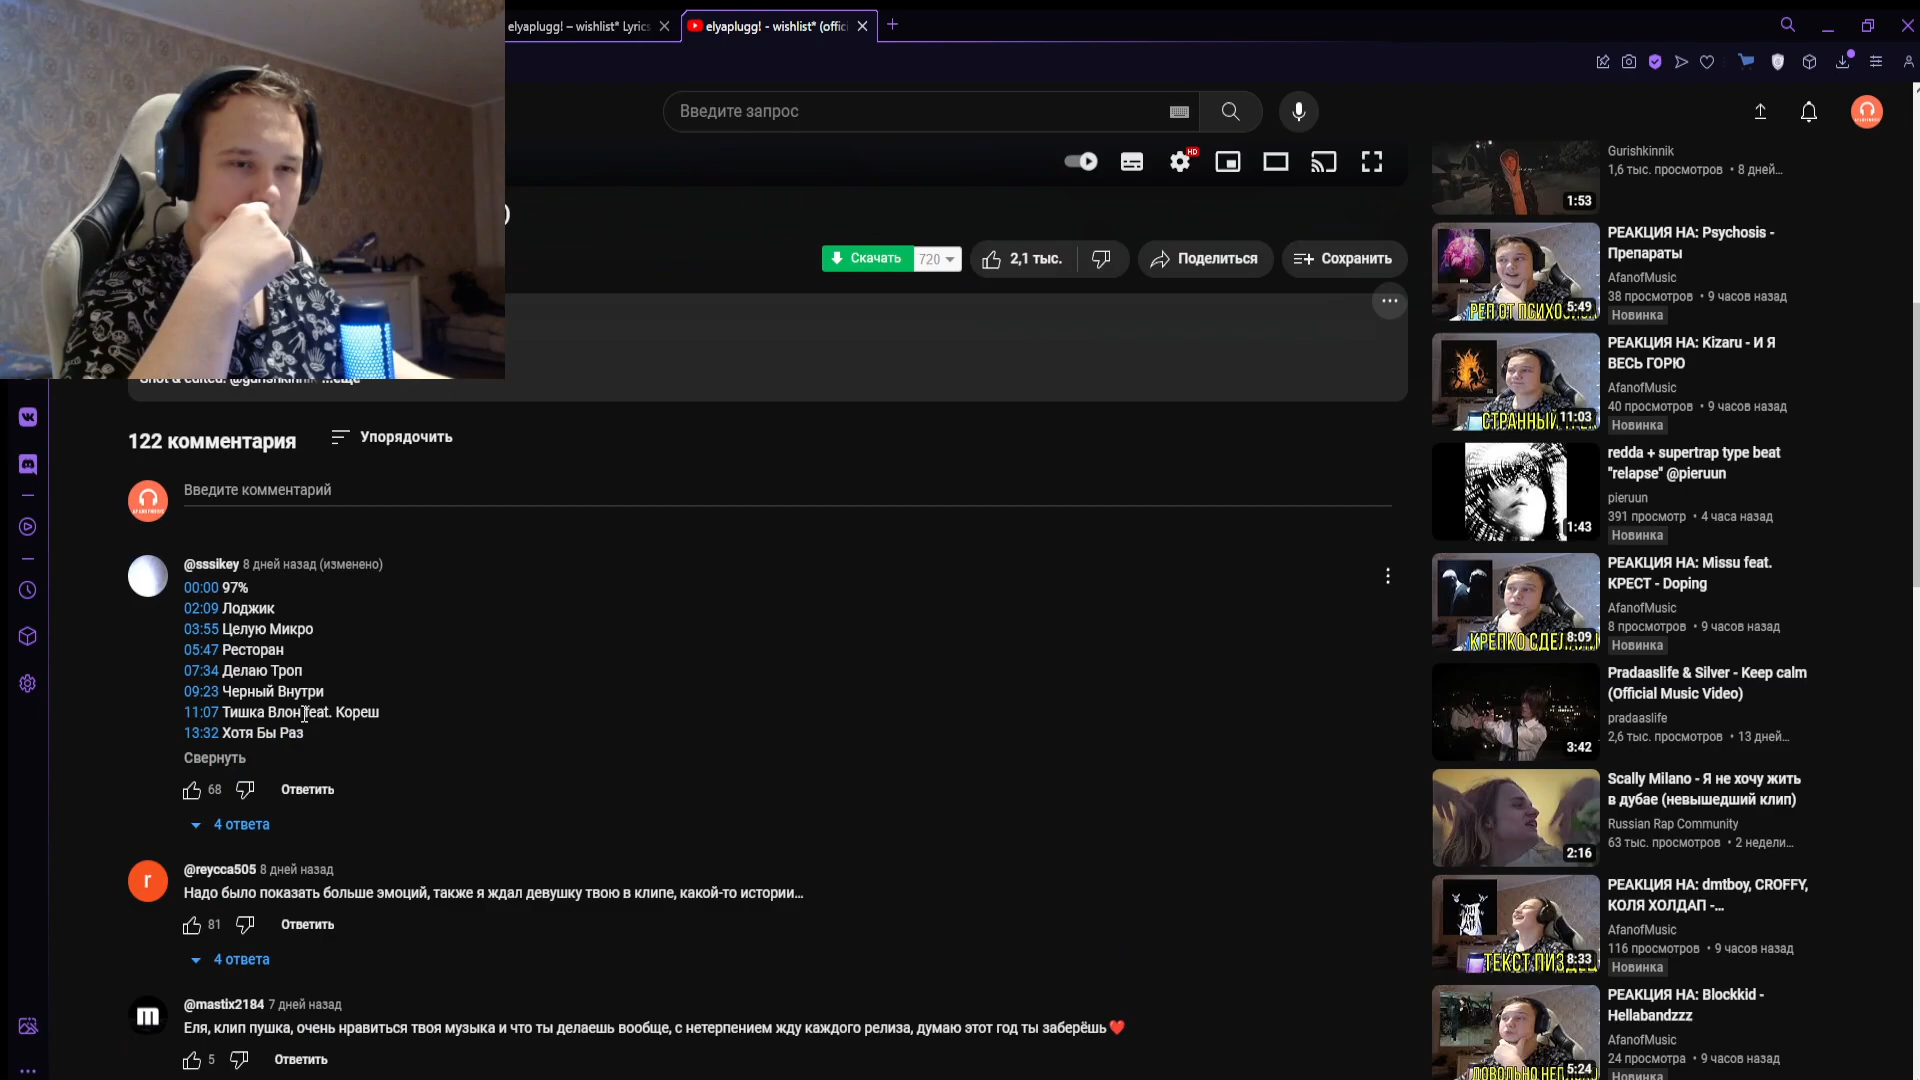 elyaplugg! – wishlist* Lyrics
elyaplugg! - wishlist* (offic
Введите запрос
HD
)
Скачать
720
2,1 тыс.
Поделиться
Сохранить
Shot & edited: @gurishkinnik ...ещё
122 комментария
Упорядочить
Введите комментарий
@sssikey 8 дней назад (изменено)
00:00 97%
02:09 Лоджик
03:55 Целую Микро
05:47 Ресторан
07:34 Делаю Троп
09:23 Черный Внутри
11:07 Тишка Влон feat. Кореш
13:32 Хотя Бы Раз
Свернуть
68
Ответить
4 ответа
r
@reycca505 8 дней назад
Надо было показать больше эмоций, также я ждал девушку твою в клипе, какой-то истории...
81
Ответить
4 ответа
m
@mastix2184 7 дней назад
Еля, клип пушка, очень нравиться твоя музыка и что ты делаешь вообще, с нетерпением жду каждого релиза, думаю этот год ты заберёшь❤️
5
Ответить
Gurishkinnik
1,6 тыс. просмотров • 8 дней...
1:53
РЕАКЦИЯ НА: Psychosis -
Препараты
AfanofMusic
38 просмотров • 9 часов назад
Новинка
5:49
РЕАКЦИЯ НА: Kizaru - И Я
ВЕСЬ ГОРЮ
AfanofMusic
40 просмотров • 9 часов назад
Новинка
11:03
redda + supertrap type beat
"relapse" @pieruun
pieruun
391 просмотр • 4 часа назад
Новинка
1:43
РЕАКЦИЯ НА: Missu feat.
КРЕСТ - Doping
AfanofMusic
8 просмотров • 9 часов назад
Новинка
8:09
Pradaaslife & Silver - Keep calm
(Official Music Video)
pradaaslife
2,6 тыс. просмотров • 13 дней...
3:42
Scally Milano - Я не хочу жить
в дубае (невышедший клип)
Russian Rap Community
63 тыс. просмотров • 2 недели...
2:16
РЕАКЦИЯ НА: dmtboy, CROFFY,
КОЛЯ ХОЛДАП -...
AfanofMusic
116 просмотров • 9 часов назад
Новинка
8:33
РЕАКЦИЯ НА: Blockkid -
Hellabandzzz
AfanofMusic
24 просмотра • 9 часов назад
Новинка
5:24